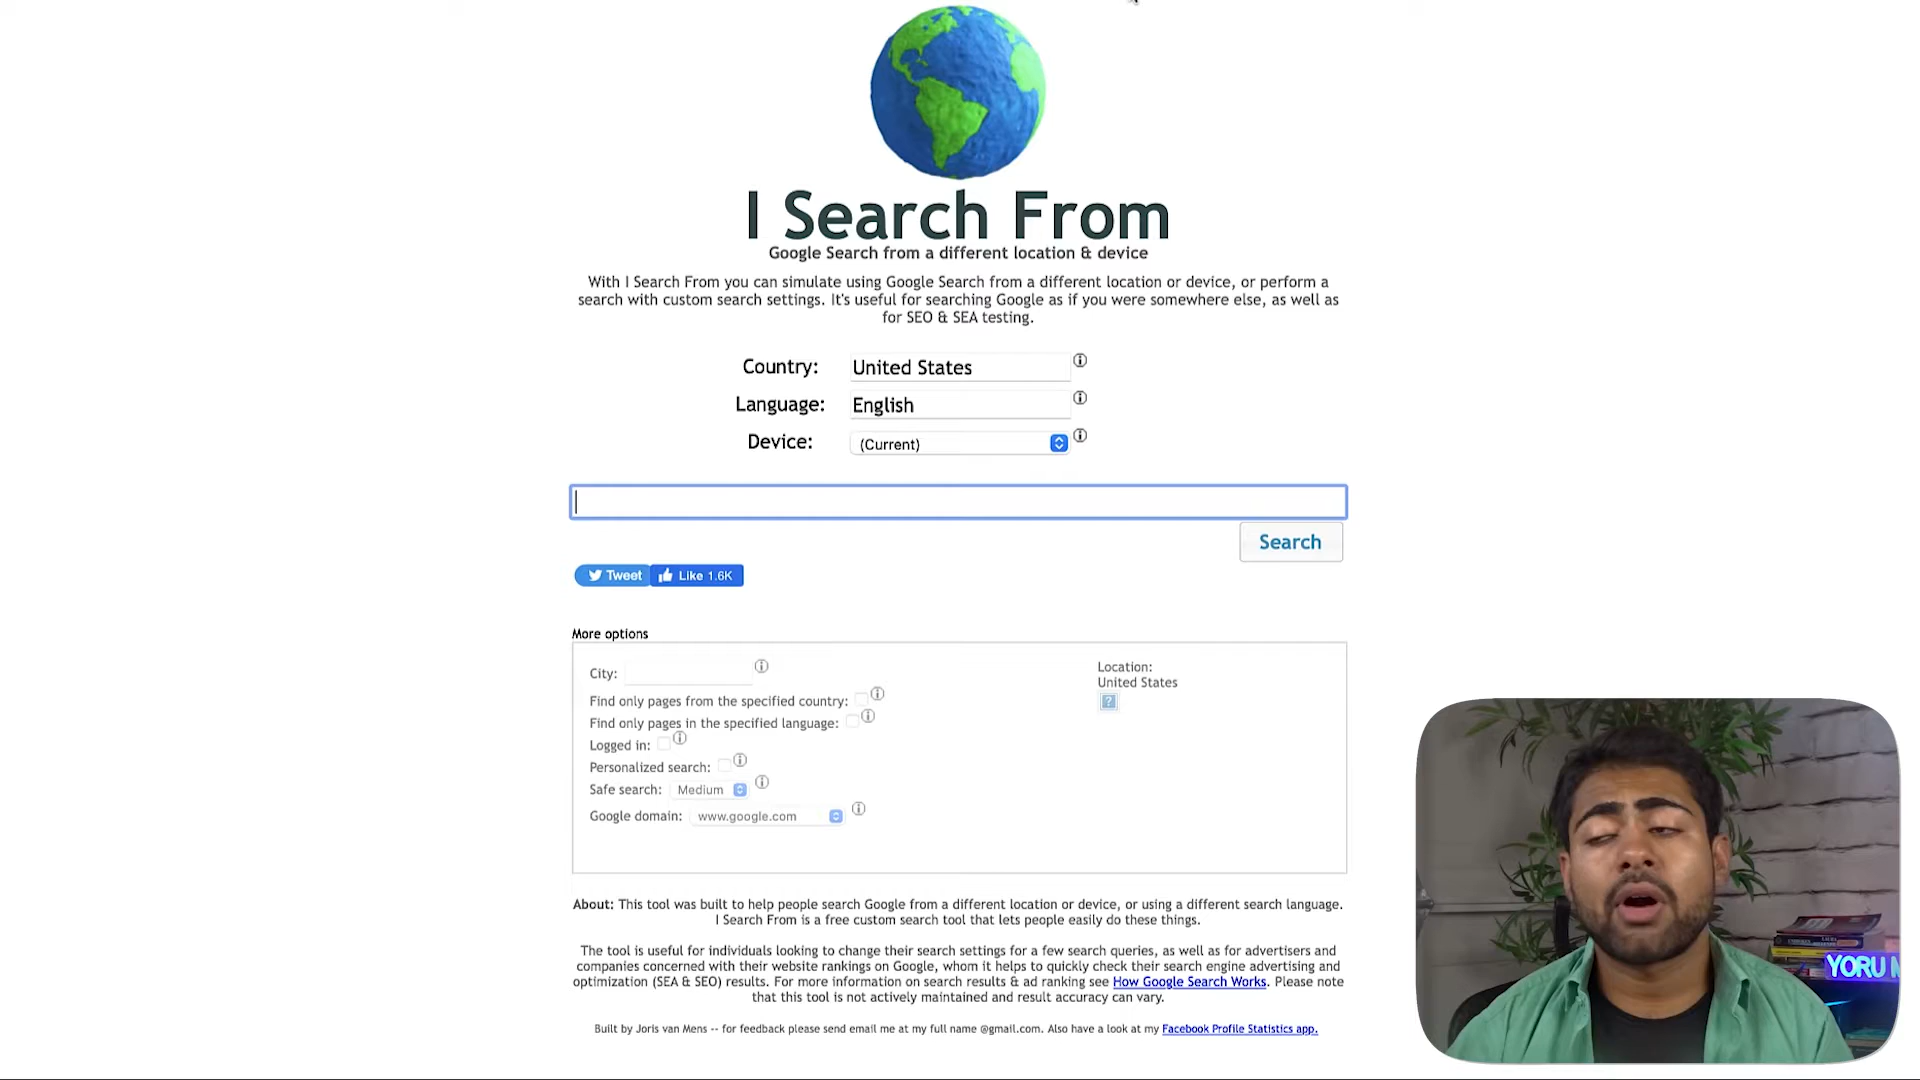 I Search From
Google Search from a different location & device
With I Search From you can simulate using Google Search from a different location or device, or perform a
search with custom search settings. It's useful for searching Google as if you were somewhere else, as well as
for SEO & SEA testing.
Country: United States
Language: English
Device: (Current)
Search
Tweet Like 1.6K
More options
City:
Find only pages from the specified country:
Find only pages in the specified language:
Logged in:
Personalized search:
Safe search: Medium
Google domain: www.google.com
Location:
United States
?
About: This tool was built to help people search Google from a different location or device, or using a different search language.
I Search From is a free custom search tool that lets people easily do these things.
The tool is useful for individuals looking to change their search settings for a few search queries, as well as for advertisers and
companies concerned with their website rankings on Google, whom it helps to quickly check their search engine advertising and
optimization (SEA & SEO) results. For more information on search results & ad ranking see How Google Search Works. Please note
that this tool is not actively maintained and result accuracy can vary.
Built by Joris van Mens -- for feedback please send email me at my full name @gmail.com. Also have a look at my Facebook Profile Statistics app.
YORU